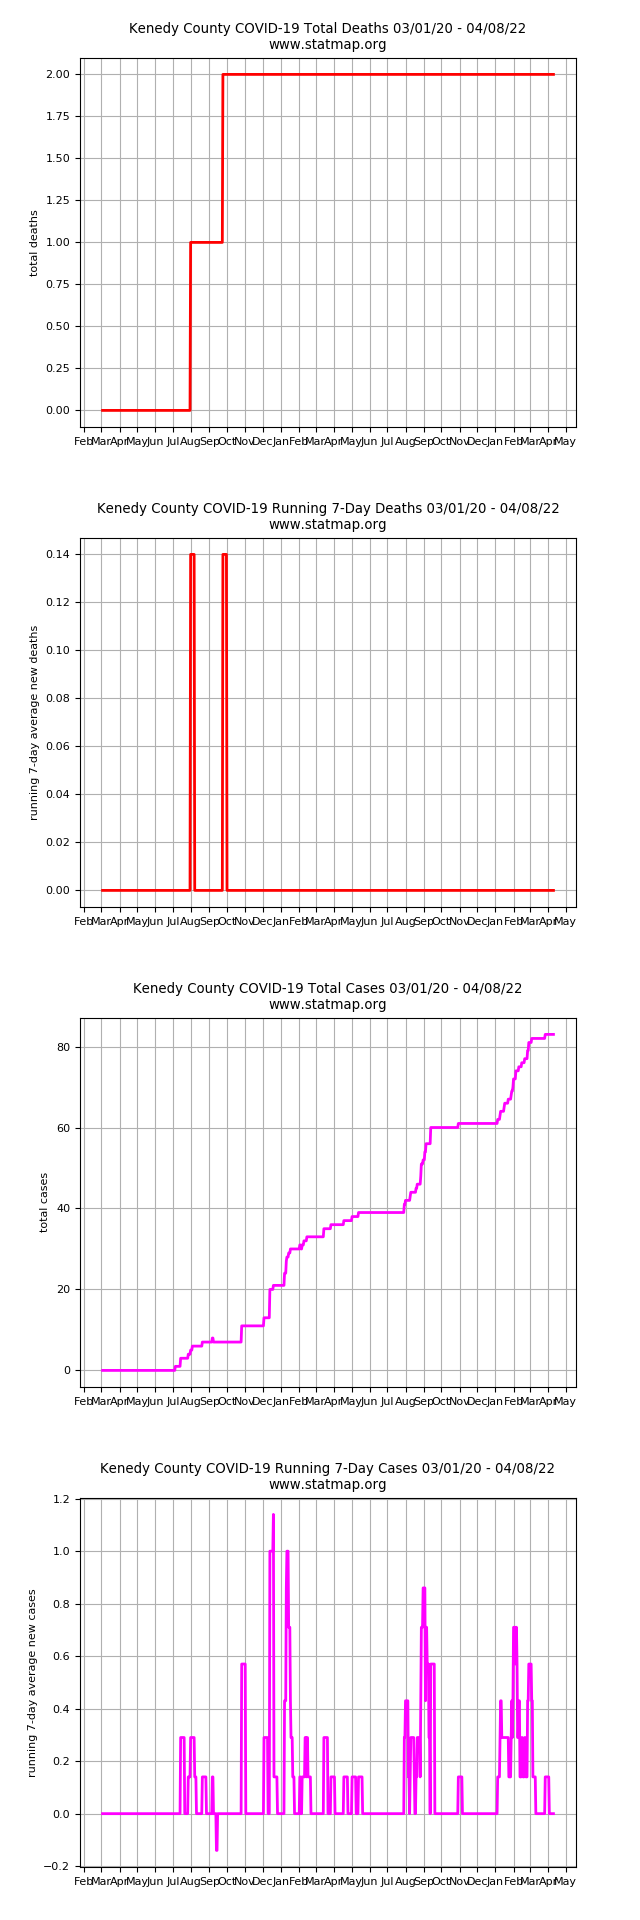 Kenedy County COVID-19 Total Deaths 03/01/20 - 04/08/22
www.statmap.org
2.00
1.75
1.50
1.25
1.00
0.75
0.50
0.25
0.00
total deaths
Feb Mar Apr May Jun Jul Aug Sep Oct Nov Dec Jan Feb Mar Apr May Jun Jul Aug Sep Oct Nov Dec Jan Feb Mar Apr May
Kenedy County COVID-19 Running 7-Day Deaths 03/01/20 - 04/08/22
www.statmap.org
0.14
0.12
0.10
0.08
0.06
0.04
0.02
0.00
running 7-day average new deaths
Feb Mar Apr May Jun Jul Aug Sep Oct Nov Dec Jan Feb Mar Apr May Jun Jul Aug Sep Oct Nov Dec Jan Feb Mar Apr May
Kenedy County COVID-19 Total Cases 03/01/20 - 04/08/22
www.statmap.org
80
60
40
20
0
total cases
Feb Mar Apr May Jun Jul Aug Sep Oct Nov Dec Jan Feb Mar Apr May Jun Jul Aug Sep Oct Nov Dec Jan Feb Mar Apr May
Kenedy County COVID-19 Running 7-Day Cases 03/01/20 - 04/08/22
www.statmap.org
1.2
1.0
0.8
0.6
0.4
0.2
0.0
−0.2
running 7-day average new cases
Feb Mar Apr May Jun Jul Aug Sep Oct Nov Dec Jan Feb Mar Apr May Jun Jul Aug Sep Oct Nov Dec Jan Feb Mar Apr May